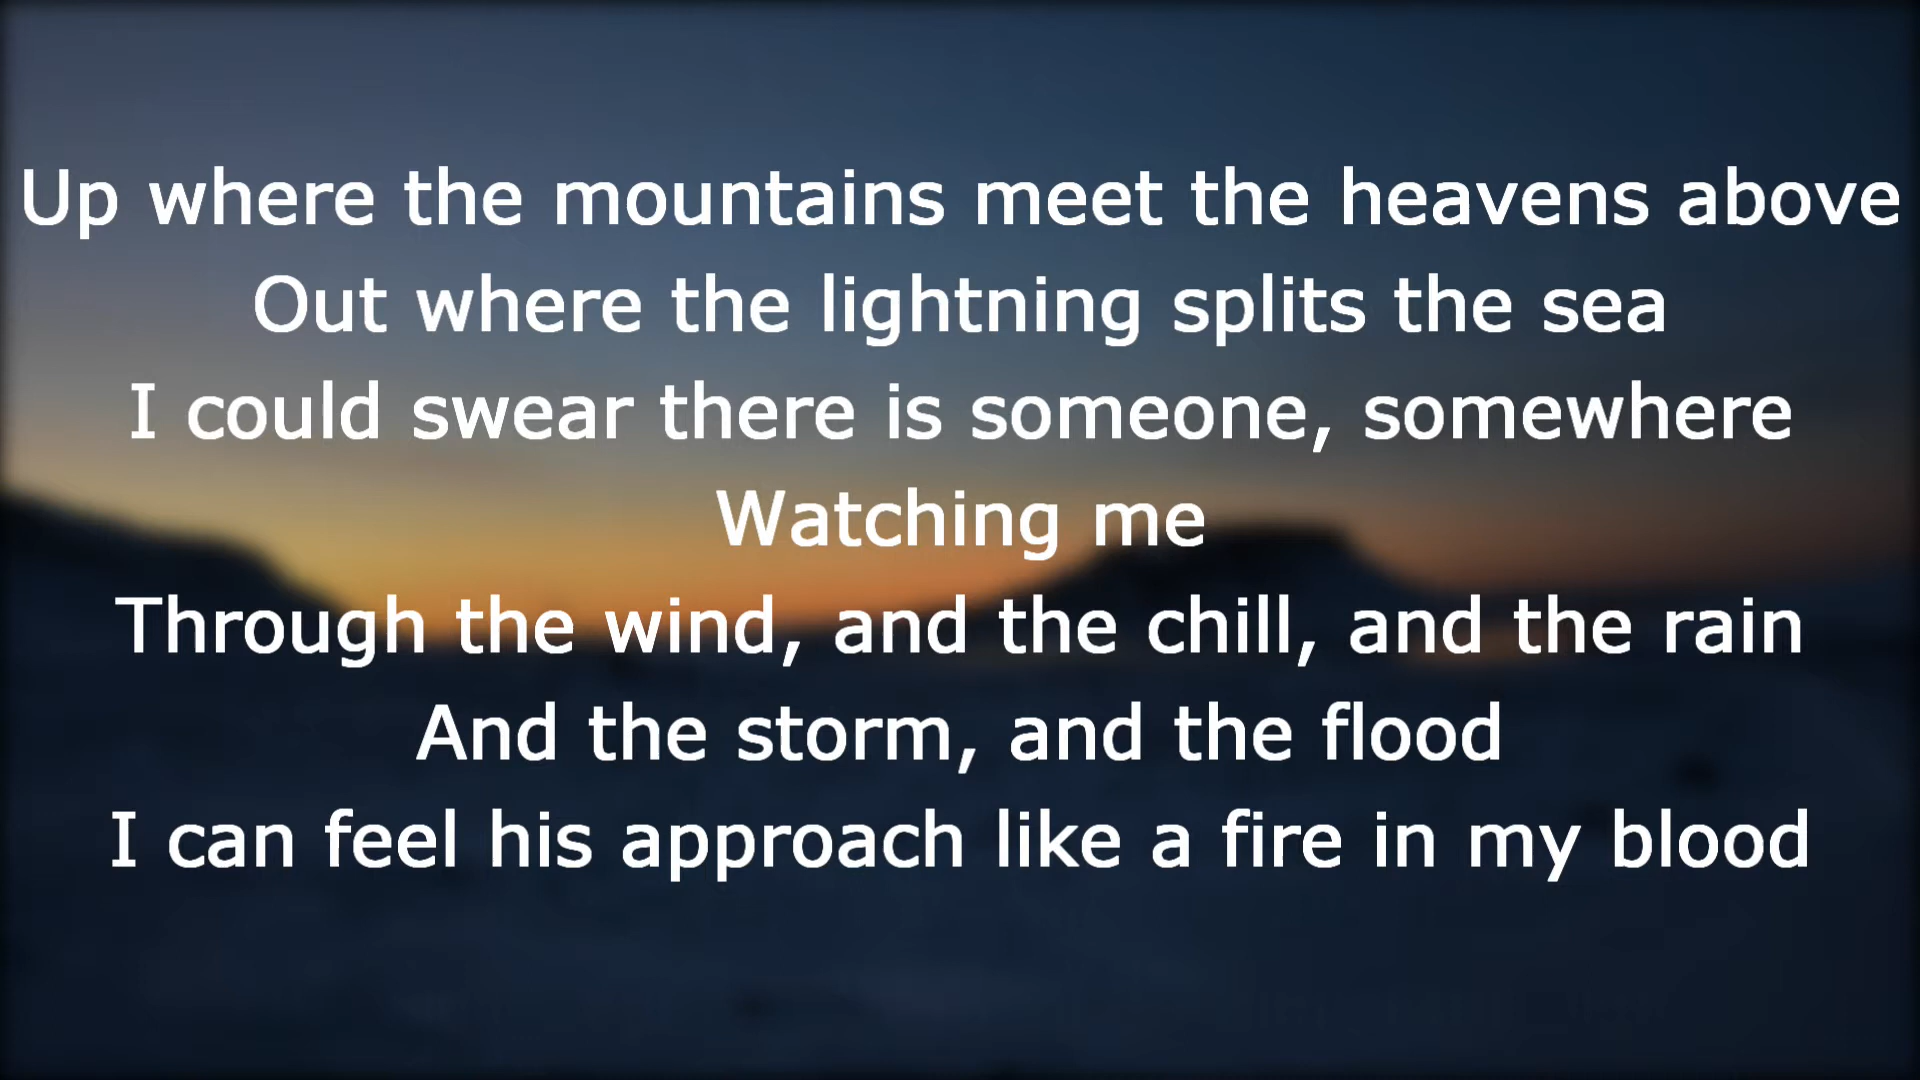 Up where the mountains meet the heavens above
Out where the lightning splits the sea
I could swear there is someone, somewhere
Watching me
Through the wind, and the chill, and the rain
And the storm, and the flood
I can feel his approach like a fire in my blood